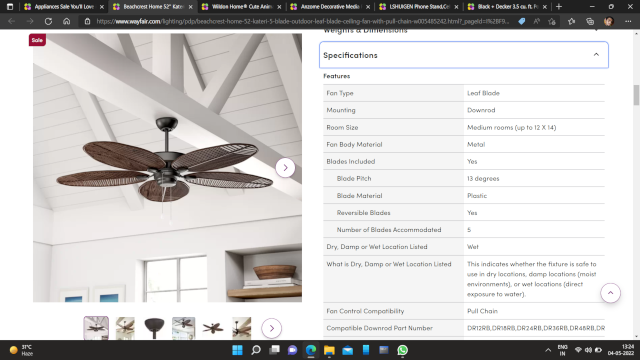 Appliances Sale You'll Love
Beachcrest Home 52" Kateri
Wildon Home® Cute Anim
Anzome Decorative Media
LSHUIGEN Phone Stand,Ce
Black + Decker 3.5 cu. ft. P
https://www.wayfair.com/lighting/pdp/beachcrest-home-52-kateri-5-blade-outdoor-leaf-blade-ceiling-fan-with-pull-chain-w005485242.html
Sale
Weights & Dimensions
Specifications
Features
Fan Type Leaf Blade
Mounting Downrod
Room Size Medium rooms (up to 12 X 14)
Fan Body Material Metal
Blades Included Yes
Blade Pitch 13 degrees
Blade Material Plastic
Reversible Blades Yes
Number of Blades Accommodated 5
Dry, Damp or Wet Location Listed Wet
What is Dry, Damp or Wet Location Listed This indicates whether the fixture is safe to
use in dry locations, damp locations (moist
environments), or wet locations (direct
exposure to water).
Fan Control Compatibility Pull Chain
Compatible Downrod Part Number DR12RB,DR18RB,DR24RB,DR36RB,DR48RB,DR
31°C
Haze
ENG
IN
13:24
04-05-2022